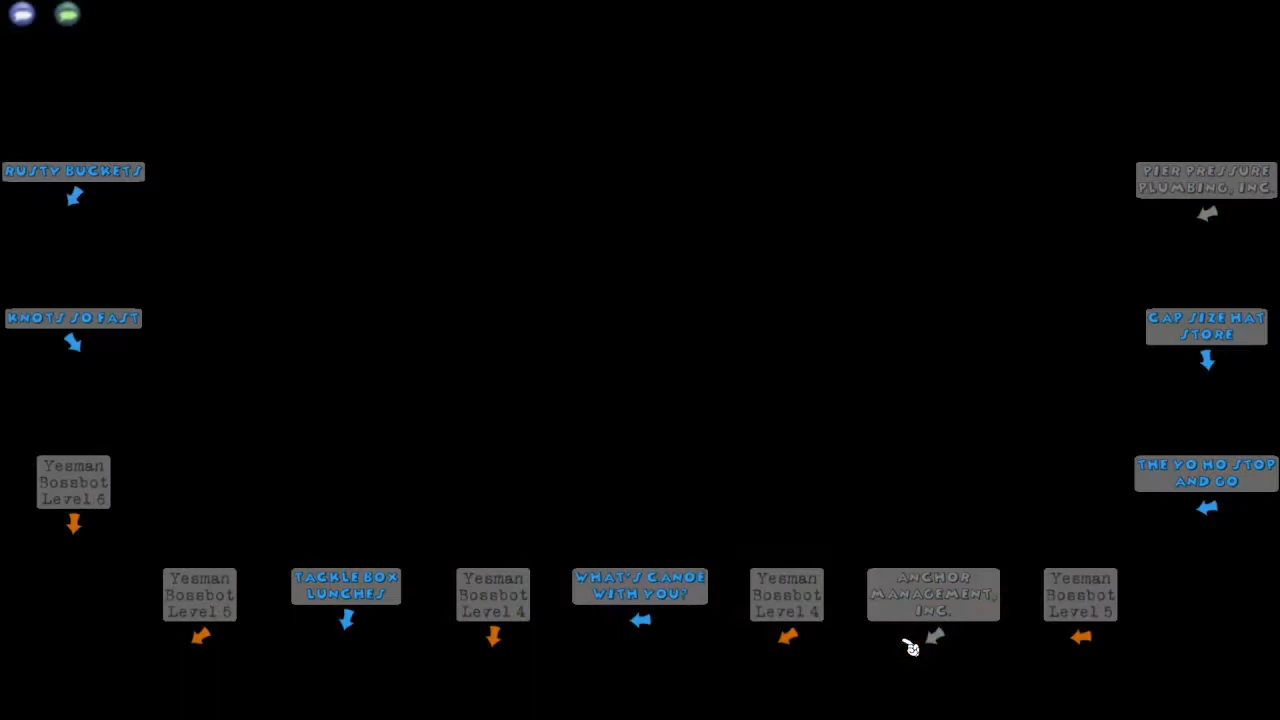 RUSTY BUCKETS
PIER PRESSURE
PLUMBING, INC.
KNOTS SO FAST
CAP SIZE HAT
STORE
Yesman
Bossbot
Level 6
THE YO HO STOP
AND GO
Yesman
Bossbot
Level 5
TACKLE BOX
LUNCHES
Yesman
Bossbot
Level 4
WHAT'S CANOE
WITH YOU?
Yesman
Bossbot
Level 4
ANCHOR
MANAGEMENT,
INC.
Yesman
Bossbot
Level 5